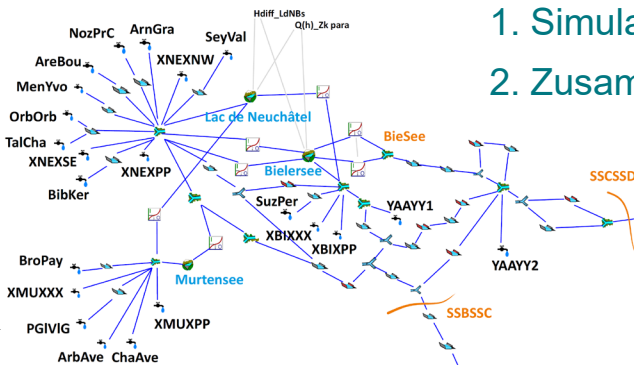 Hdiff_LdNBs
Q(h)_Zk para
1. Simula
2. Zusam
NozPrC
ArnGra
SeyVal
AreBou
XNEXNW
MenYvo
OrbOrb
Lac de Neuchâtel
TalCha
XNEXSE
XNEXPP
BibKer
BieSee
Bielersee
SSCSSD
SuzPer
YAAYY1
XBIXXX
XBIXPP
YAAYY2
BroPay
Murtensee
XMUXXX
PGIVIG
XMUXPP
SSBSSC
ArbAve
ChaAve